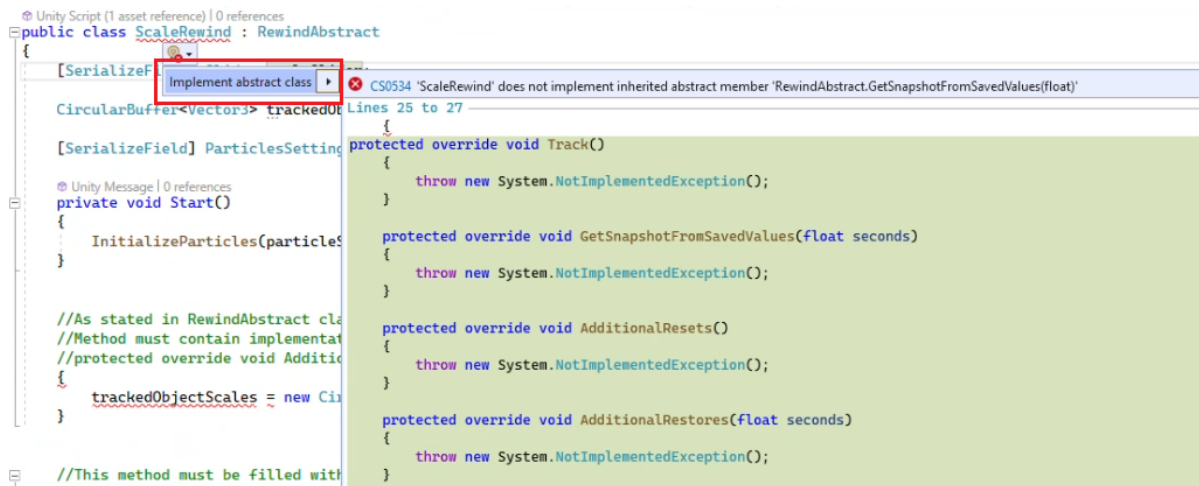 Unity Script (1 asset reference) | 0 references
public class ScaleRewind : RewindAbstract
{
[SerializeFi
Implement abstract class
CS0534 'ScaleRewind' does not implement inherited abstract member 'RewindAbstract.GetSnapshotFromSavedValues(float)'
CircularBuffer<Vector3> trackedOb
Lines 25 to 27
{
[SerializeField] ParticlesSetting
protected override void Track()
{
throw new System.NotImplementedException();
}
Unity Message | 0 references
private void Start()
{
InitializeParticles(particleS
}
protected override void GetSnapshotFromSavedValues(float seconds)
{
throw new System.NotImplementedException();
}
//As stated in RewindAbstract cla
//Method must contain implementat
//protected override void Additio
{
trackedObjectScales = new Cir
}
protected override void AdditionalResets()
{
throw new System.NotImplementedException();
}
protected override void AdditionalRestores(float seconds)
{
throw new System.NotImplementedException();
}
//This method must be filled with